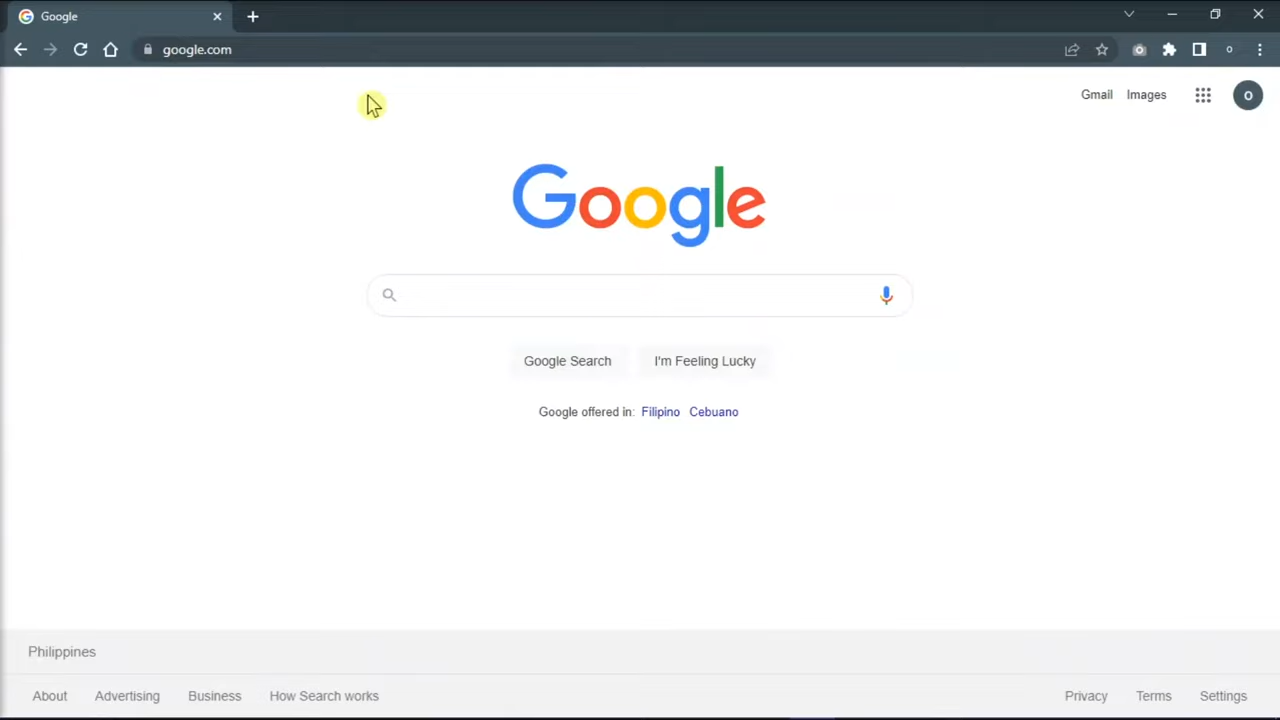 Google
google.com
o
Gmail Images
o
Google
Google Search I'm Feeling Lucky
Google offered in: Filipino Cebuano
Philippines
About Advertising Business How Search works
Privacy Terms Settings